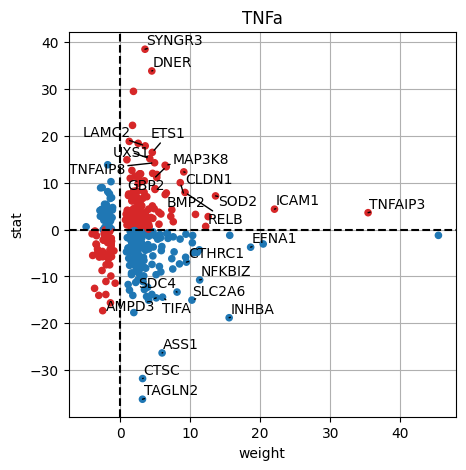 TNFa
SYNGR3
DNER
LAMC2
ETS1
UXS1
MAP3K8
TNFAIP8
CLDN1
GBP2
SOD2
ICAM1
TNFAIP3
BMP2
RELB
EFNA1
CTHRC1
NFKBIZ
SDC4
SLC2A6
AMPD3
TIFA
INHBA
ASS1
CTSC
TAGLN2
40
30
20
10
0
−10
−20
−30
stat
0
10
20
30
40
weight